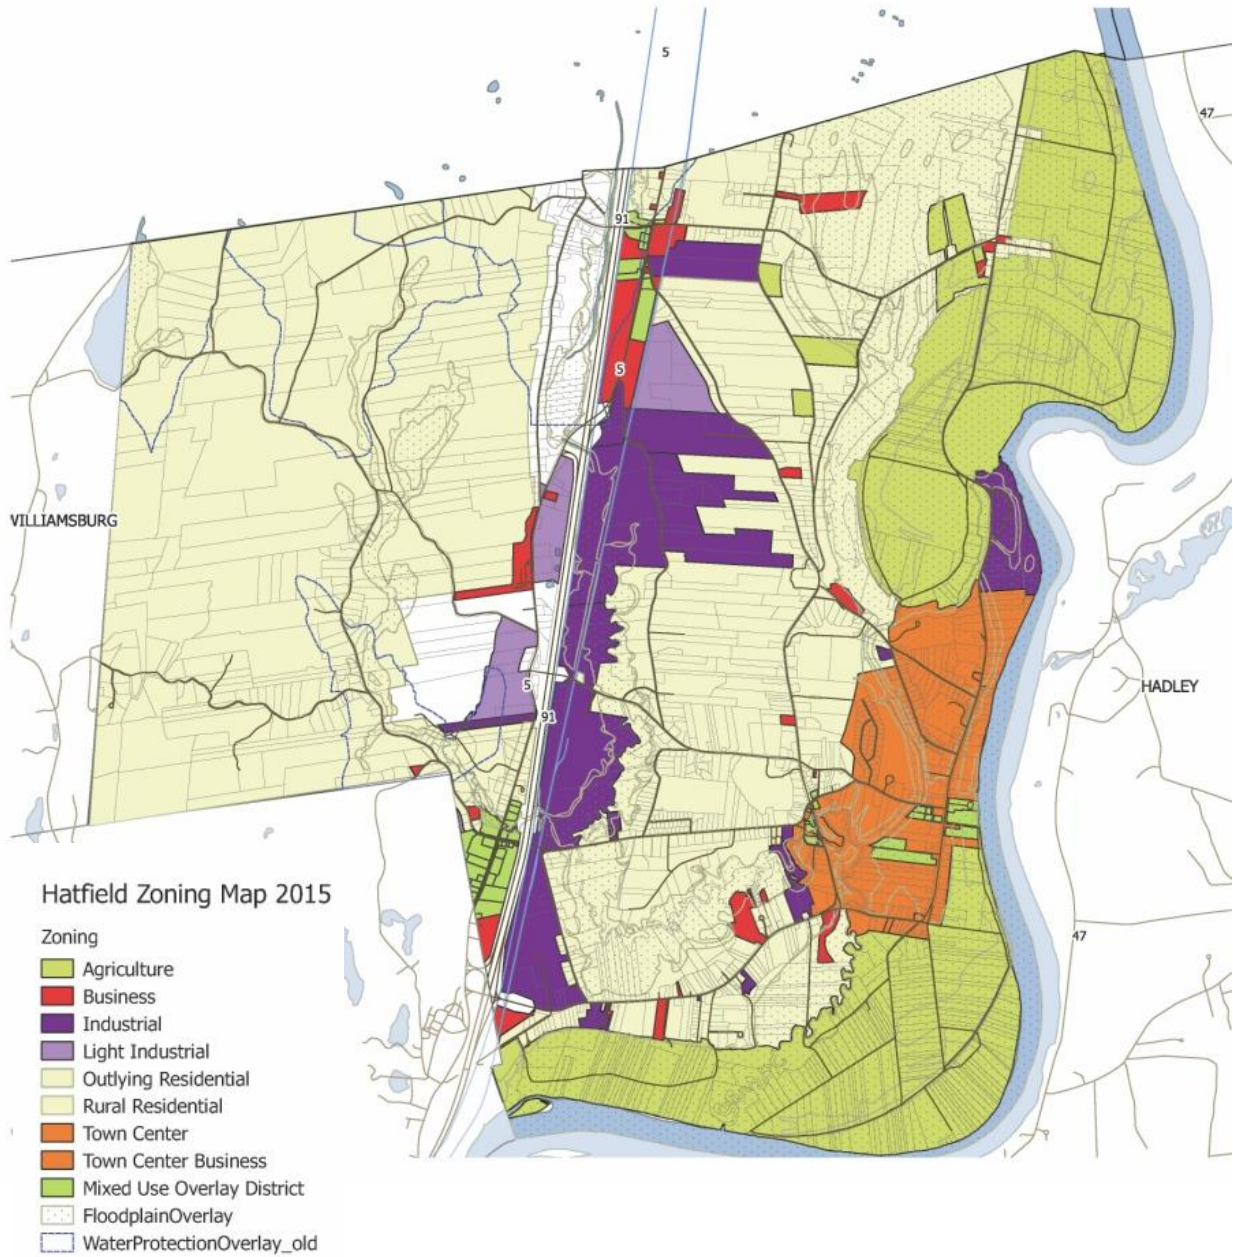 5
47
91
5
WILLIAMSBURG
5
91
HADLEY
47
Hatfield Zoning Map 2015
Zoning
Agriculture
Business
Industrial
Light Industrial
Outlying Residential
Rural Residential
Town Center
Town Center Business
Mixed Use Overlay District
FloodplainOverlay
WaterProtectionOverlay_old